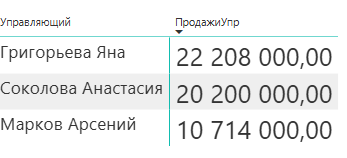 Управляющий ПродажиУпр
Григорьева Яна 22 208 000,00
Соколова Анастасия 20 200 000,00
Марков Арсений 10 714 000,00